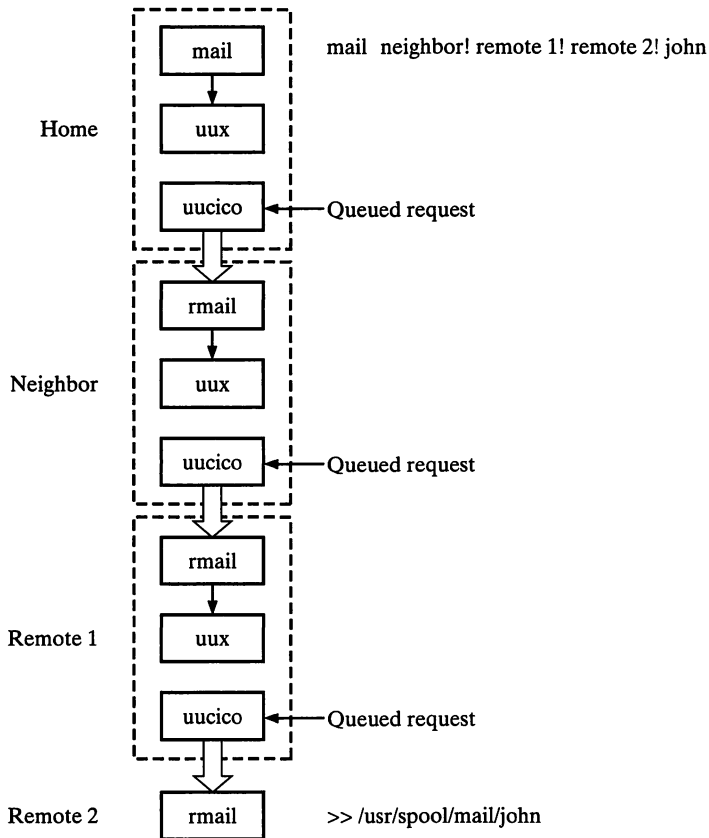 mail neighbor! remote 1! remote 2! john
mail
Home
uux
uucico
Queued request
rmail
Neighbor
uux
uucico
Queued request
rmail
Remote 1
uux
uucico
Queued request
Remote 2
rmail
>> /usr/spool/mail/john